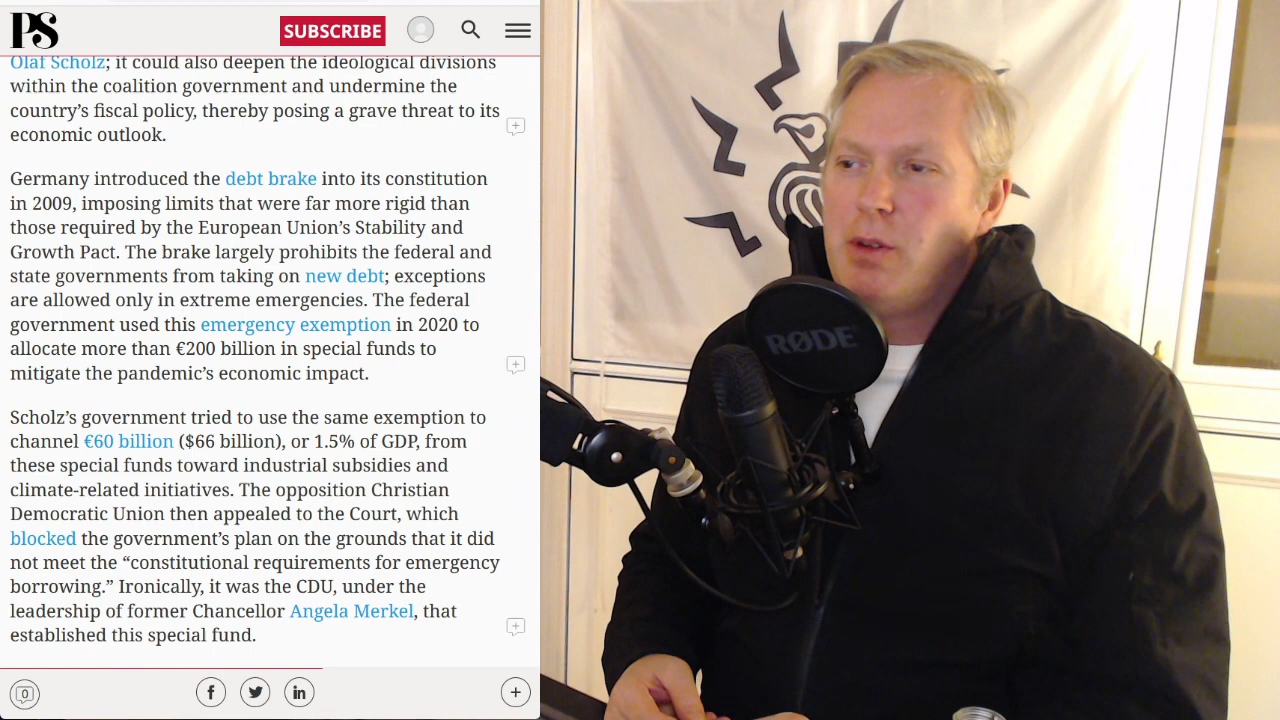 PS
SUBSCRIBE
Olaf Scholz; it could also deepen the ideological divisions
within the coalition government and undermine the
country’s fiscal policy, thereby posing a grave threat to its
economic outlook.
Germany introduced the debt brake into its constitution
in 2009, imposing limits that were far more rigid than
those required by the European Union’s Stability and
Growth Pact. The brake largely prohibits the federal and
state governments from taking on new debt; exceptions
are allowed only in extreme emergencies. The federal
government used this emergency exemption in 2020 to
allocate more than €200 billion in special funds to
mitigate the pandemic’s economic impact.
Scholz’s government tried to use the same exemption to
channel €60 billion ($66 billion), or 1.5% of GDP, from
these special funds toward industrial subsidies and
climate-related initiatives. The opposition Christian
Democratic Union then appealed to the Court, which
blocked the government’s plan on the grounds that it did
not meet the “constitutional requirements for emergency
borrowing.” Ironically, it was the CDU, under the
leadership of former Chancellor Angela Merkel, that
established this special fund.
0
RØDE